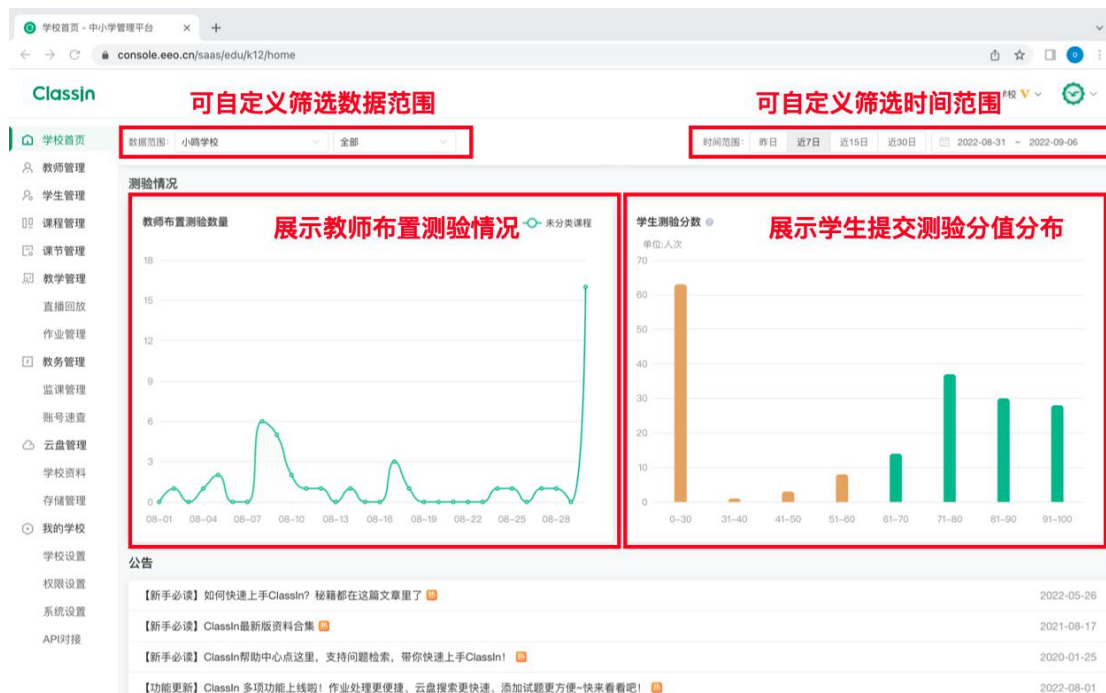 学校首页 - 中小学管理平台
console.eeo.cn/saas/edu/k12/home
ClassIn
可自定义筛选数据范围
可自定义筛选时间范围
学校首页
数据范围: 小鸥学校 全部
时间范围: 昨日 近7日 近15日 近30日 2022-08-31 ~ 2022-09-06
教师管理
学生管理
课程管理
课节管理
教学管理
直播回放
作业管理
教务管理
监课管理
账号速查
云盘管理
学校资料
存储管理
我的学校
学校设置
权限设置
系统设置
API对接
测验情况
教师布置测验数量
展示教师布置测验情况
未分类课程
18
15
12
9
6
3
0
08-01 08-04 08-07 08-10 08-13 08-16 08-19 08-22 08-25 08-28
学生测验分数
展示学生提交测验分值分布
单位:人次
70
60
50
40
30
20
10
0
0-30 31-40 41-50 51-60 61-70 71-80 81-90 91-100
公告
【新手必读】如何快速上手ClassIn？秘籍都在这篇文章里了 热 2022-05-26
【新手必读】ClassIn最新版资料合集 热 2021-08-17
【新手必读】ClassIn帮助中心点这里，支持问题检索，带你快速上手ClassIn！ 热 2020-01-25
【功能更新】ClassIn 多项功能上线啦！作业处理更便捷、云盘搜索更快速、添加试题更方便~快来看看吧！ 热 2022-08-01